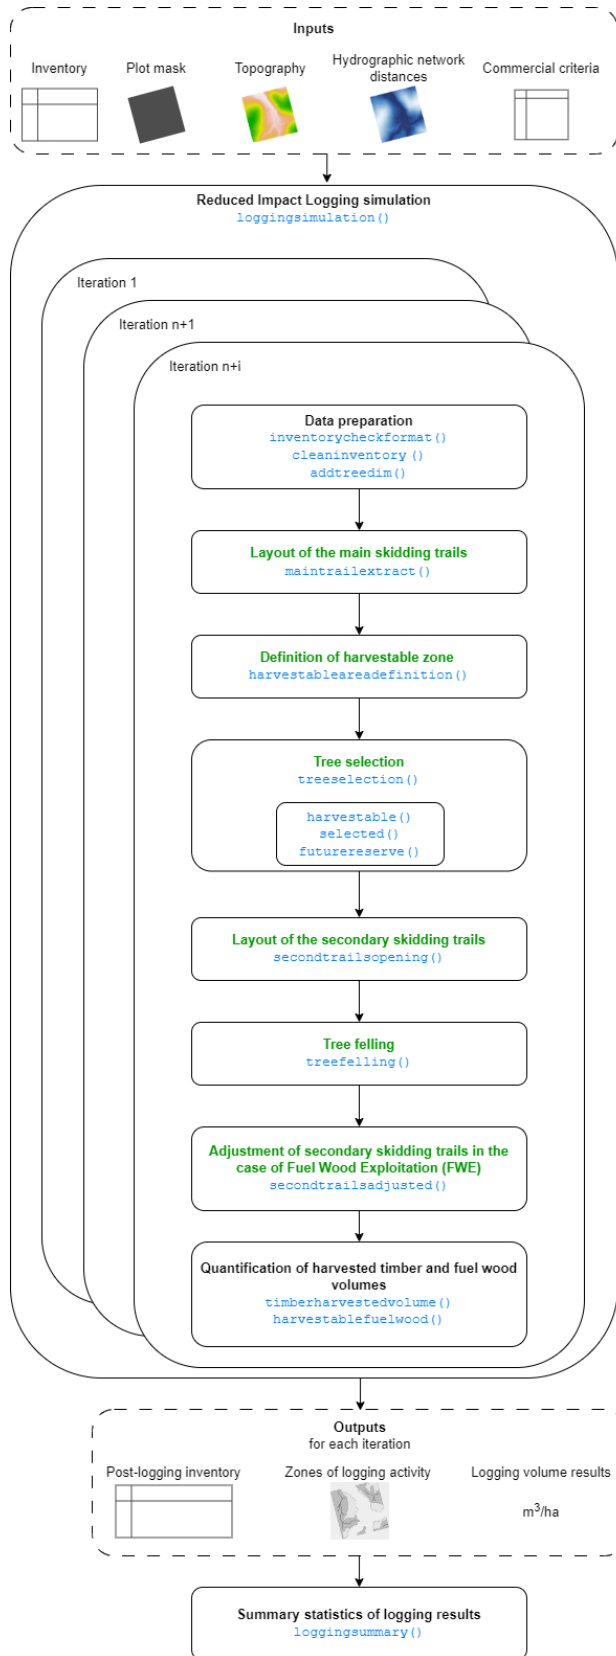 Inputs
Inventory
Plot mask
Topography
Hydrographic network
distances
Commercial criteria
Reduced Impact Logging simulation
loggingsimulation()
Iteration 1
Iteration n+1
Iteration n+i
Data preparation
inventorycheckformat()
cleaninventory ()
addtreedim()
Layout of the main skidding trails
maintrailextract()
Definition of harvestable zone
harvestableareadefinition()
Tree selection
treeselection()
harvestable()
selected()
futurereserve()
Layout of the secondary skidding trails
secondtrailsopening()
Tree felling
treefelling()
Adjustment of secondary skidding trails in the
case of Fuel Wood Exploitation (FWE)
secondtrailsadjusted()
Quantification of harvested timber and fuel wood
volumes
timberharvestedvolume()
harvestablefuelwood()
Outputs
for each iteration
Post-logging inventory
Zones of logging activity
Logging volume results
m³/ha
Summary statistics of logging results
loggingsummary()